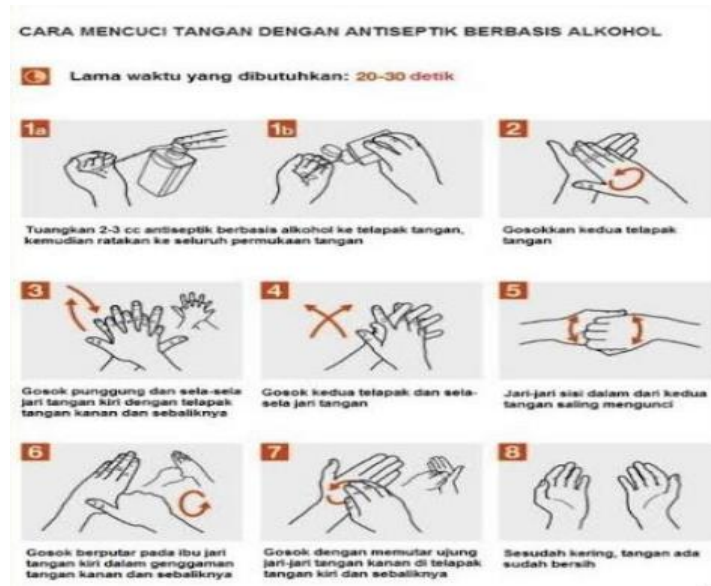 CARA MENCUCI TANGAN DENGAN ANTISEPTIK BERBASIS ALKOHOL
Lama waktu yang dibutuhkan: 20-30 detik
1a
1b
Tuangkan 2-3 cc antiseptik berbasis alkohol ke telapak tangan,
kemudian ratakan ke seluruh permukaan tangan
2
Gosokkan kedua telapak
tangan
3
Gosok punggung dan sela-sela
jari tangan kiri dengan telapak
tangan kanan dan sebaliknya
4
Gosok kedua telapak dan sela-
sela jari tangan
5
Jari-jari sisi dalam dari kedua
tangan saling mengunci
6
Gosok berputar pada ibu jari
tangan kiri dalam genggaman
tangan kanan dan sebaliknya
7
Gosok dengan memutar ujung
jari-jari tangan kanan di telapak
tangan kiri dan sebaliknya
8
Sesudah kering, tangan ada
sudah bersih